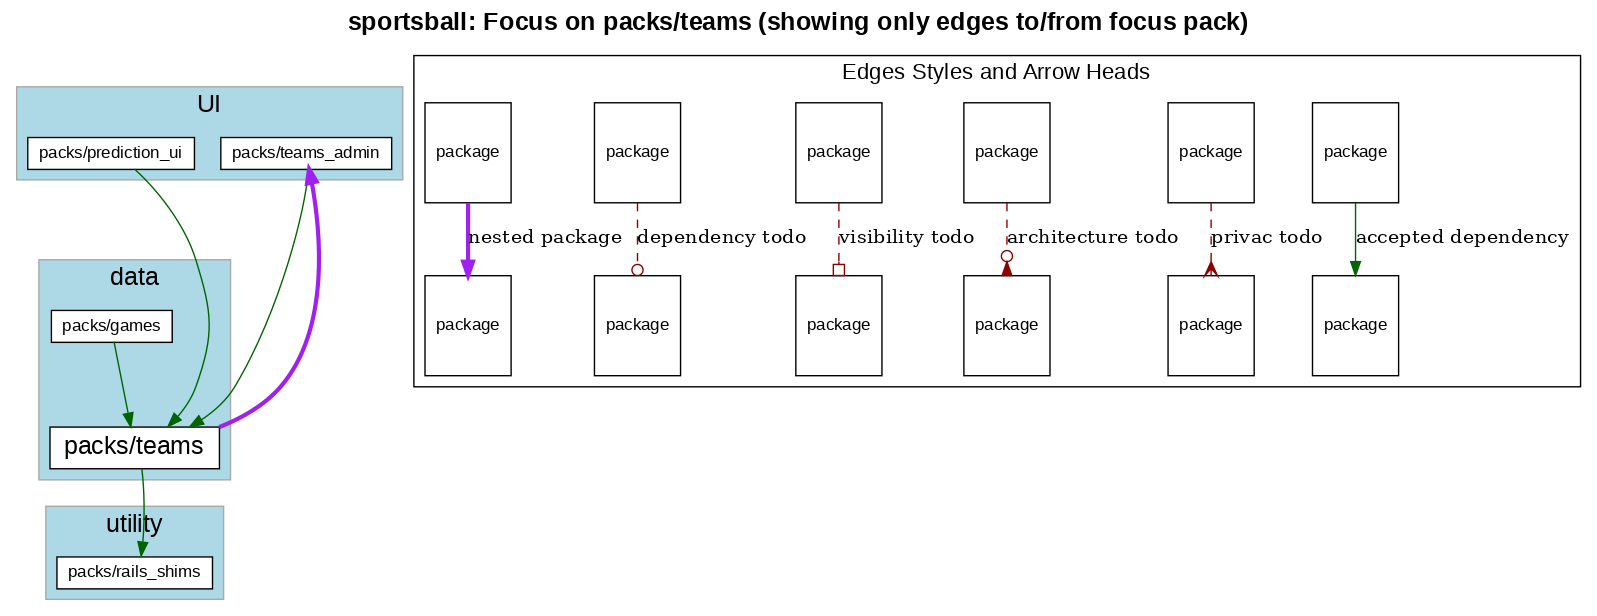 sportsball: Focus on packs/teams (showing only edges to/from focus pack)
UI
packs/prediction_ui
packs/teams_admin
data
packs/games
packs/teams
utility
packs/rails_shims
Edges Styles and Arrow Heads
package
package
package
package
package
package
nested package
dependency todo
visibility todo
architecture todo
privac todo
accepted dependency
package
package
package
package
package
package